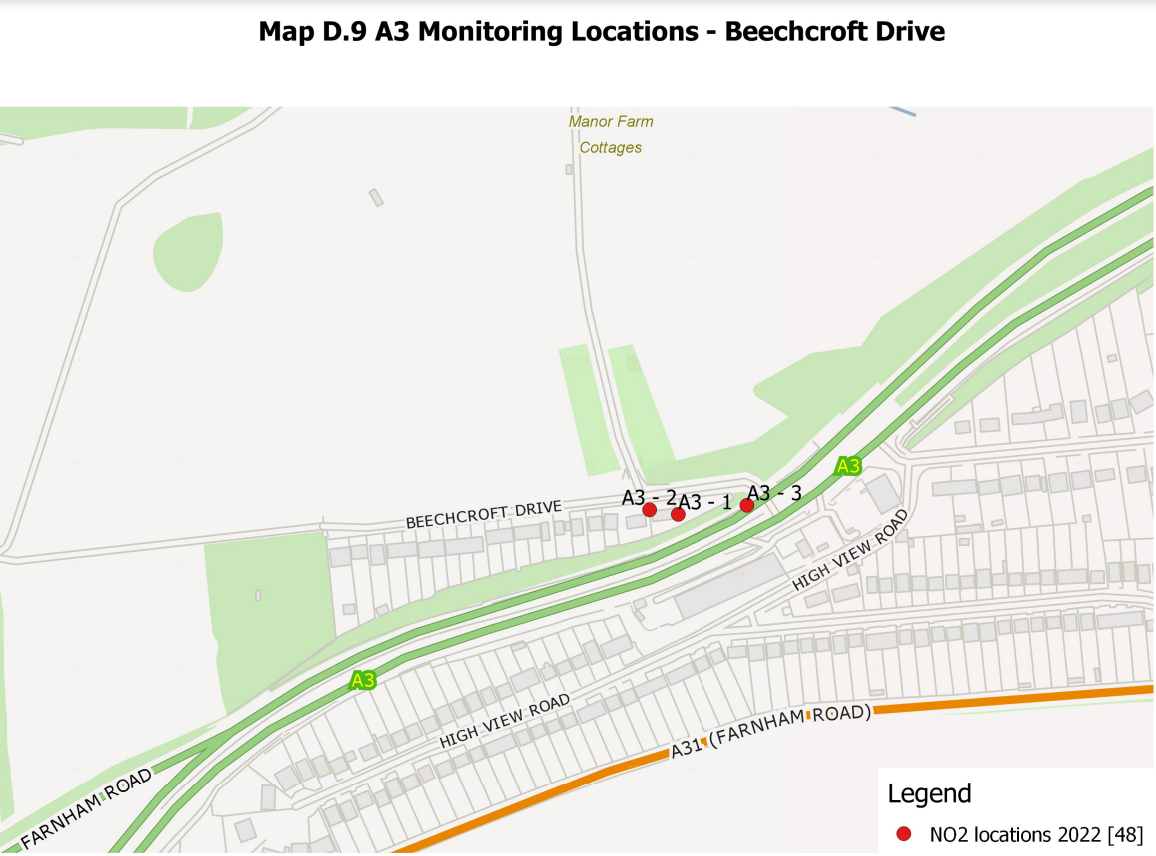 Map D.9 A3 Monitoring Locations - Beechcroft Drive
Manor Farm
Cottages
A3
A3 - 2
A3 - 1
A3 - 3
BEECHCROFT DRIVE
HIGH VIEW ROAD
A3
HIGH VIEW ROAD
A31 (FARNHAM ROAD)
FARNHAM ROAD
Legend
NO2 locations 2022 [48]